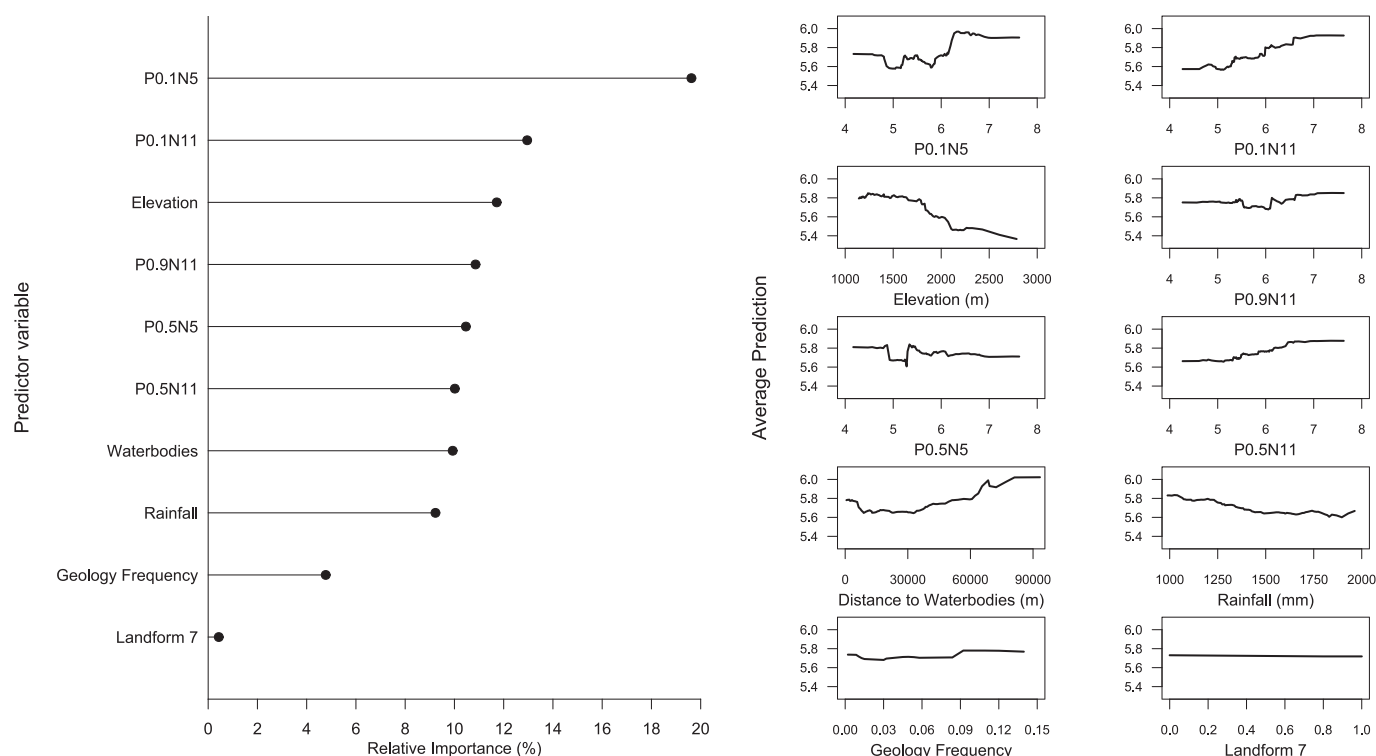 Predictor variable
P0.1N5
P0.1N11
Elevation
P0.9N11
P0.5N5
P0.5N11
Waterbodies
Rainfall
Geology Frequency
Landform 7
0 2 4 6 8 10 12 14 16 18 20
Relative Importance (%)
Average Prediction
6.0
5.8
5.6
5.4
4 5 6 7 8
P0.1N5
6.0
5.8
5.6
5.4
4 5 6 7 8
P0.1N11
6.0
5.8
5.6
5.4
1000 1500 2000 2500 3000
Elevation (m)
6.0
5.8
5.6
5.4
4 5 6 7 8
P0.9N11
6.0
5.8
5.6
5.4
4 5 6 7 8
P0.5N5
6.0
5.8
5.6
5.4
4 5 6 7 8
P0.5N11
6.0
5.8
5.6
5.4
0 30000 60000 90000
Distance to Waterbodies (m)
6.0
5.8
5.6
5.4
1000 1250 1500 1750 2000
Rainfall (mm)
6.0
5.8
5.6
5.4
0.00 0.03 0.06 0.09 0.12 0.15
Geology Frequency
6.0
5.8
5.6
5.4
0.0 0.2 0.4 0.6 0.8 1.0
Landform 7